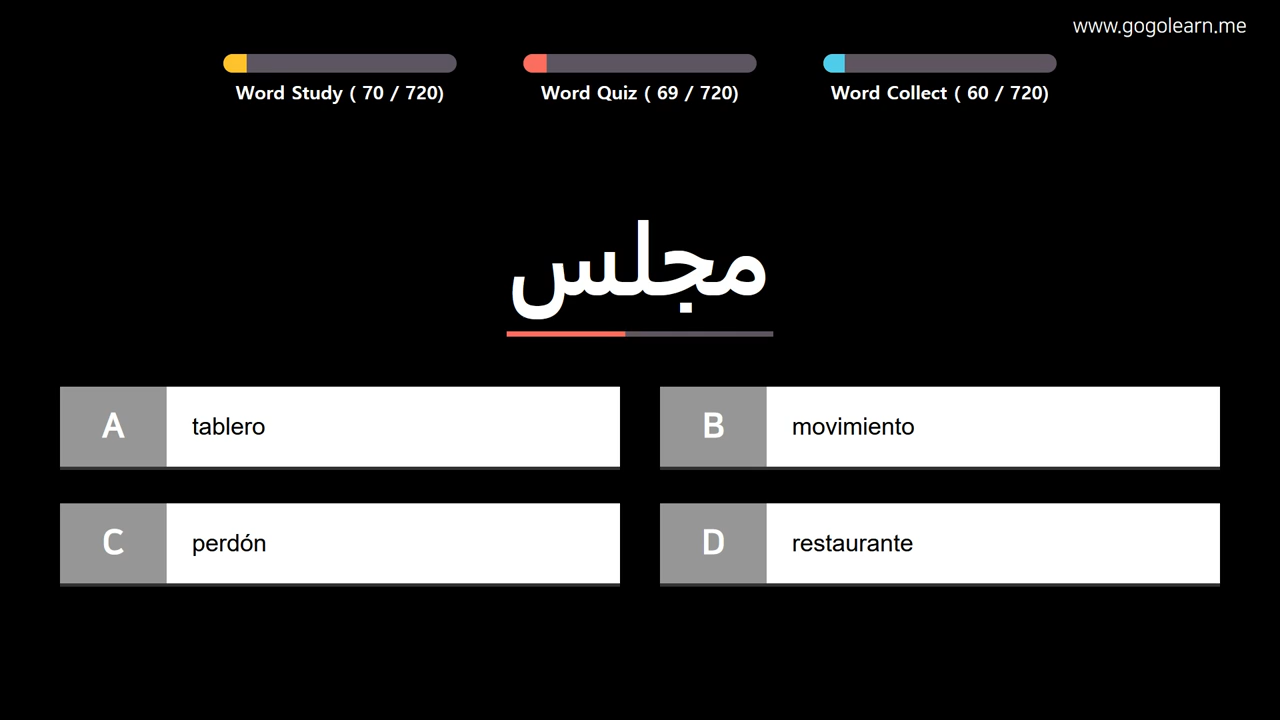 www.gogolearn.me
Word Study ( 70 / 720)
Word Quiz ( 69 / 720)
Word Collect ( 60 / 720)
مجلس
A tablero
B movimiento
C perdón
D restaurante